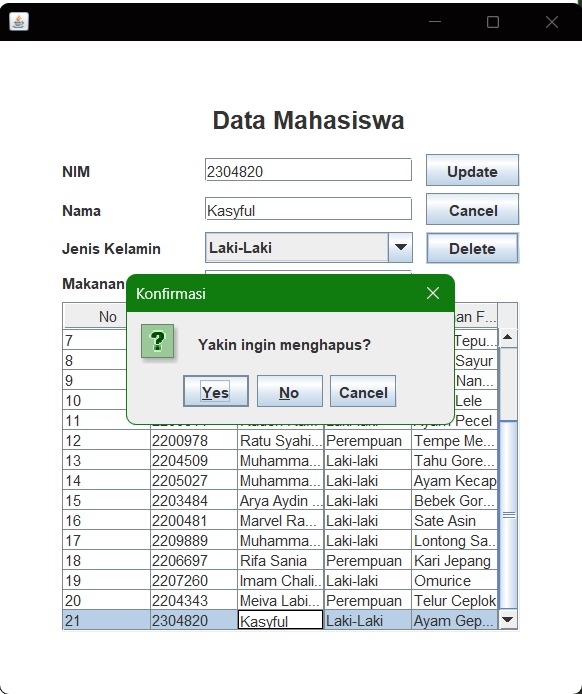 Data Mahasiswa
NIM 2304820 Update
Nama Kasyful Cancel
Jenis Kelamin Laki-Laki Delete
Makanan
Konfirmasi
Yakin ingin menghapus?
Yes No Cancel
No an F...
7 Tepu...
8 Sayur
9 Nan...
10 Lele
11 Pecel
12 2200978 Ratu Syahi... Perempuan Tempe Me...
13 2204509 Muhamma... Laki-laki Tahu Gore...
14 2205027 Muhamma... Laki-laki Ayam Kecap
15 2203484 Arya Aydin ... Laki-laki Bebek Gor...
16 2200481 Marvel Ra... Laki-laki Sate Asin
17 2209889 Muhamma... Laki-laki Lontong Sa...
18 2206697 Rifa Sania Perempuan Kari Jepang
19 2207260 Imam Chali... Laki-laki Omurice
20 2204343 Meiva Labi... Perempuan Telur Ceplok
21 2304820 Kasyful Laki-Laki Ayam Gep...